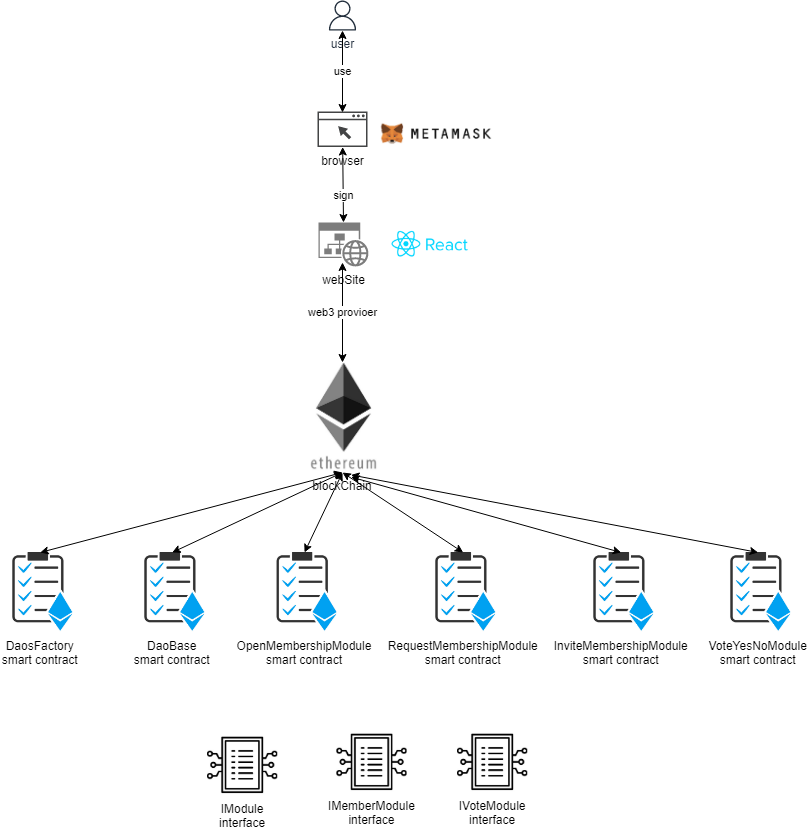 user
use
METAMASK
browser
sign
React
webSite
web3 provioer
ethereum
blockChain
DaosFactory
smart contract
DaoBase
smart contract
OpenMembershipModule
smart contract
RequestMembershipModule
smart contract
InviteMembershipModule
smart contract
VoteYesNoModule
smart contract
IModule
interface
IMemberModule
interface
IVoteModule
interface